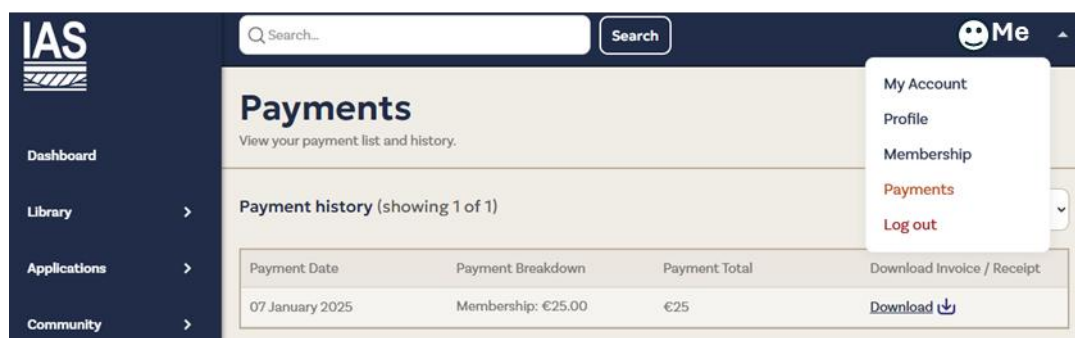 IAS
Search...
Search
Me
My Account
Profile
Membership
Payments
Log out
Dashboard
Library
Applications
Community
Payments
View your payment list and history.
Payment history (showing 1 of 1)
Payment Date Payment Breakdown Payment Total Download Invoice / Receipt
07 January 2025 Membership: €25.00 €25 Download